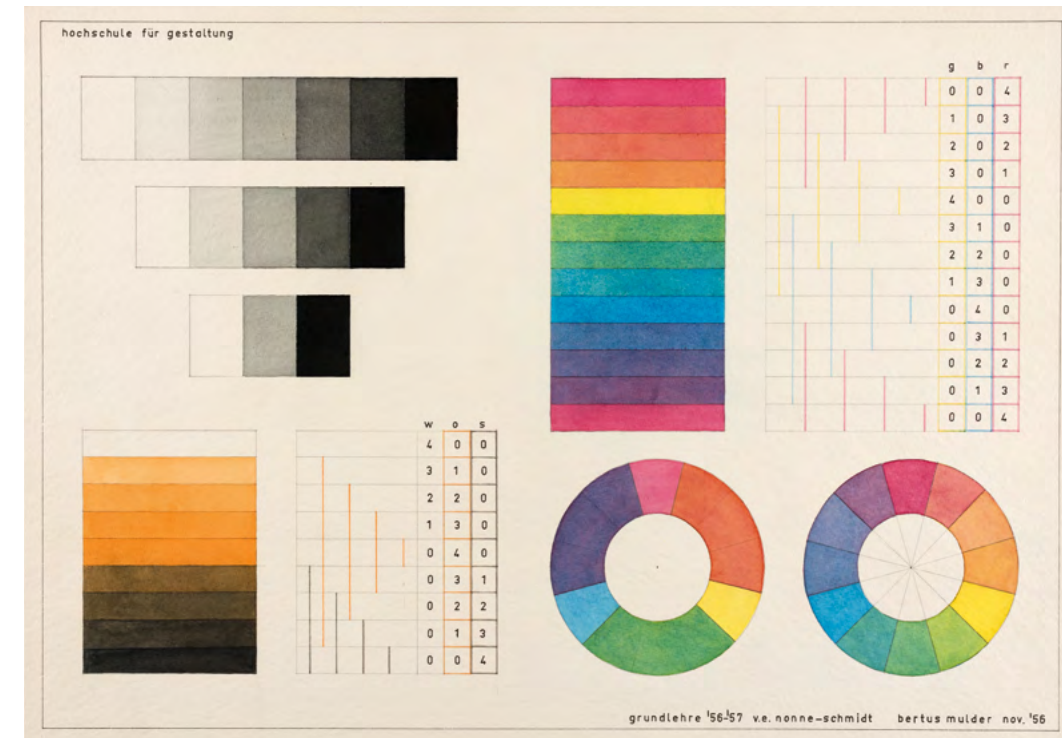 hochschule für gestaltung
g b r
0 0 4
1 0 3
2 0 2
3 0 1
4 0 0
3 1 0
2 2 0
1 3 0
0 4 0
0 3 1
0 2 2
0 1 3
0 0 4
w o s
4 0 0
3 1 0
2 2 0
1 3 0
0 4 0
0 3 1
0 2 2
0 1 3
0 0 4
grundlehre '56-'57 v.e. nonne-schmidt bertus mulder nov. '56